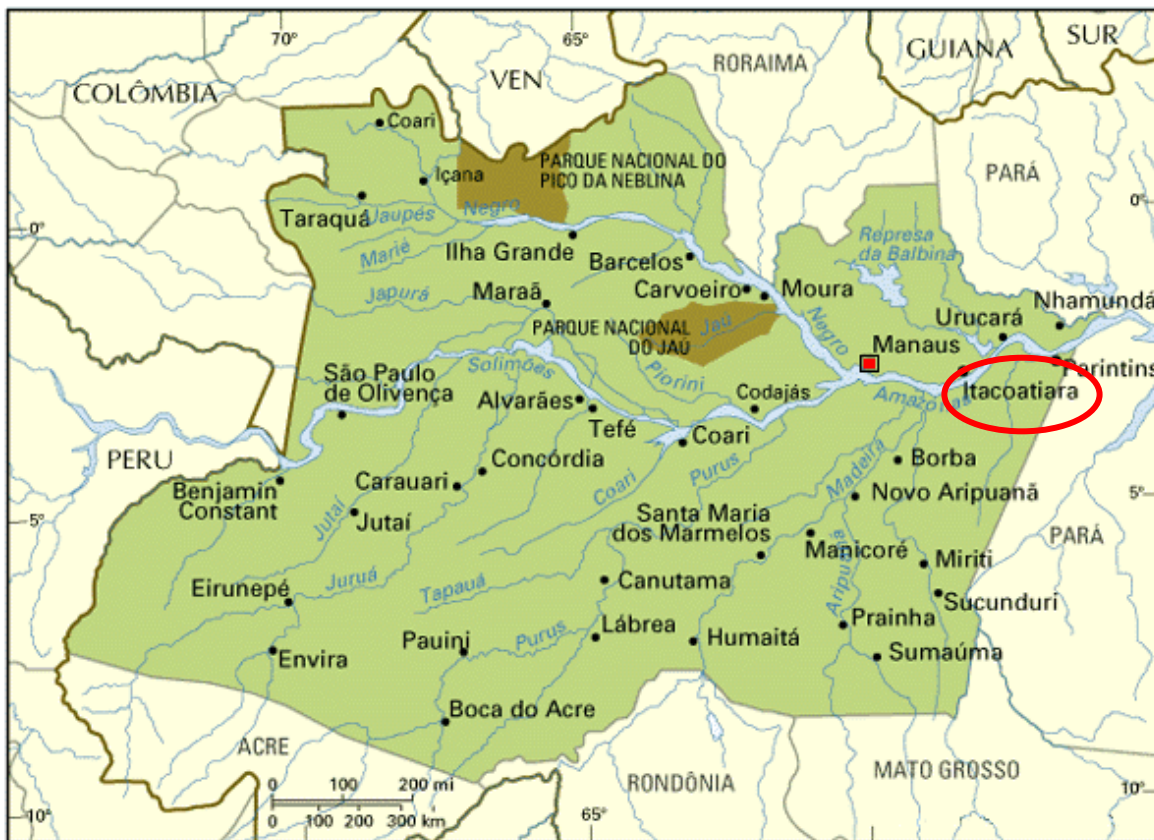 70°
65°
SUR
GUIANA
RORAIMA
VEN
COLÔMBIA
Coari
PARQUE NACIONAL DO
PICO DA NEBLINA
PARÁ
Içana
0°
Taraquá
Uaupés
Negro
0°
Marié
Ilha Grande
Represa
da Balbina
Barcelos
Japurá
Maraã
Carvoeiro
Moura
Nhamundá
PARQUE NACIONAL
DO JAÚ
Jaú
Negro
Urucará
Manaus
Solimões
Piorini
Parintins
São Paulo
de Olivença
Alvarães
Codajás
Amazonas
Itacoatiara
Tefé
Coari
PERU
Concórdia
Purus
Borba
Benjamin
Constant
Carauari
Coari
Madeira
Novo Aripuanã
5°
Jutaí
Jutaí
Santa Maria
dos Marmelos
5°
PARÁ
Manicoré
Miriti
Juruá
Tapauá
Canutama
Aripuanã
Eirunepé
Sucunduri
Lábrea
Prainha
Purus
Humaitá
Pauini
Envira
Sumaúma
Boca do Acre
ACRE
MATO GROSSO
RONDÔNIA
0 100 200 mi
0 100 200 300 km
10°
65°
10°